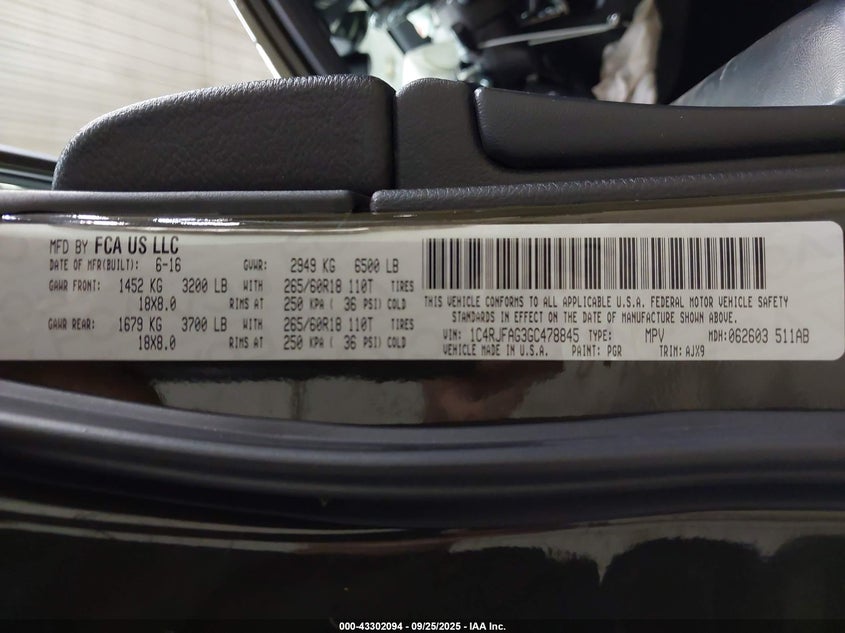 MFD BY FCA US LLC
DATE OF MFR(BUILT): 6-16 GVWR: 2949 KG 6500 LB
GAWR FRONT: 1452 KG 3200 LB WITH 265/60R18 110T TIRES
18X8.0 RIMS AT 250 KPA ( 36 PSI) COLD
GAWR REAR: 1679 KG 3700 LB WITH 265/60R18 110T TIRES
18X8.0 RIMS AT 250 KPA ( 36 PSI) COLD
THIS VEHICLE CONFORMS TO ALL APPLICABLE U.S.A. FEDERAL MOTOR VEHICLE SAFETY
STANDARDS IN EFFECT ON THE DATE OF MANUFACTURE SHOWN ABOVE.
VIN: 1C4RJFAG3GC478845 TYPE: MPV MDH:062603 511AB
VEHICLE MADE IN U.S.A. PAINT: PGR TRIM: AJX9
000-43302094 - 09/25/2025 - IAA Inc.